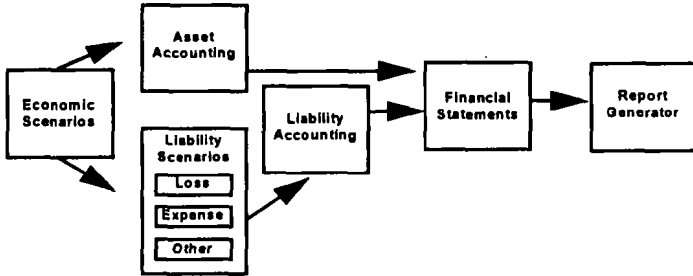 Economic
Scenarios
Asset
Accounting
Liability
Scenarios
Loss
Expense
Other
Liability
Accounting
Financial
Statements
Report
Generator